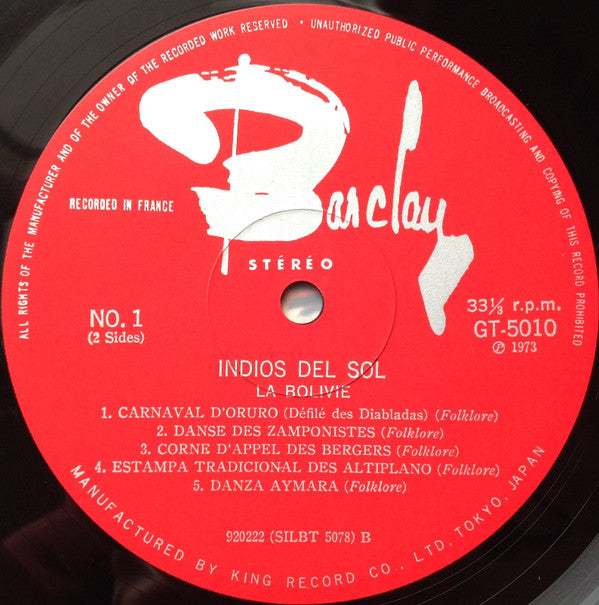 ALL RIGHTS OF THE MANUFACTURER AND OF THE OWNER OF THE RECORDED WORK RESERVED * UNAUTHORIZED PUBLIC PERFORMANCE BROADCASTING AND COPYING OF THIS RECORD PROHIBITED
Barclay
RECORDED IN FRANCE
STÉRÉO
NO. 1
(2 Sides)
33⅓ r.p.m.
GT-5010
Ⓟ 1973
INDIOS DEL SOL
LA BOLIVIE
1. CARNAVAL D'ORURO (Défilé des Diabladas) (Folklore)
2. DANSE DES ZAMPONISTES (Folklore)
3. CORNE D'APPEL DES BERGERS (Folklore)
4. ESTAMPA TRADICIONAL DES ALTIPLANO (Folklore)
5. DANZA AYMARA (Folklore)
920222 (SILBT 5078) B
MANUFACTURED BY KING RECORD CO., LTD. TOKYO, JAPAN